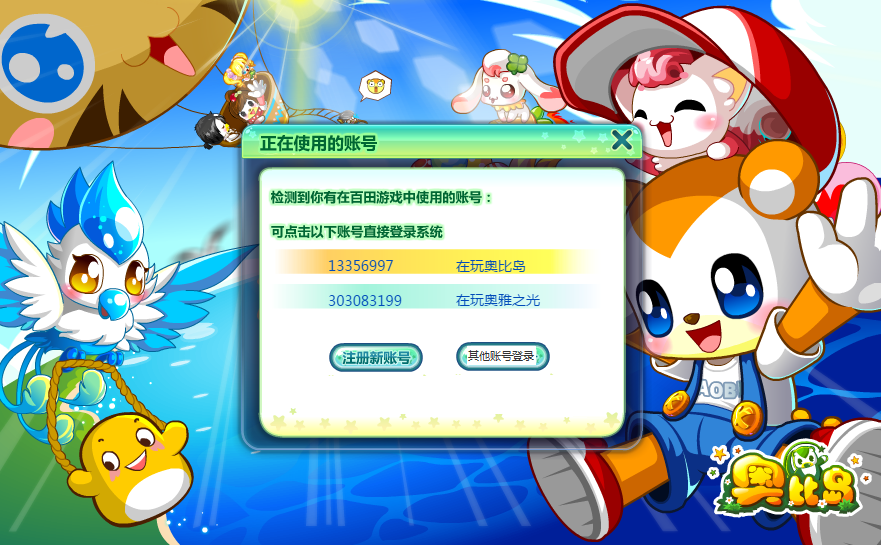 正在使用的账号
检测到你有在百田游戏中使用的账号：
可点击以下账号直接登录系统
13356997 在玩奥比岛
303083199 在玩奥雅之光
注册新账号 其他账号登录
AOBI
奥比岛